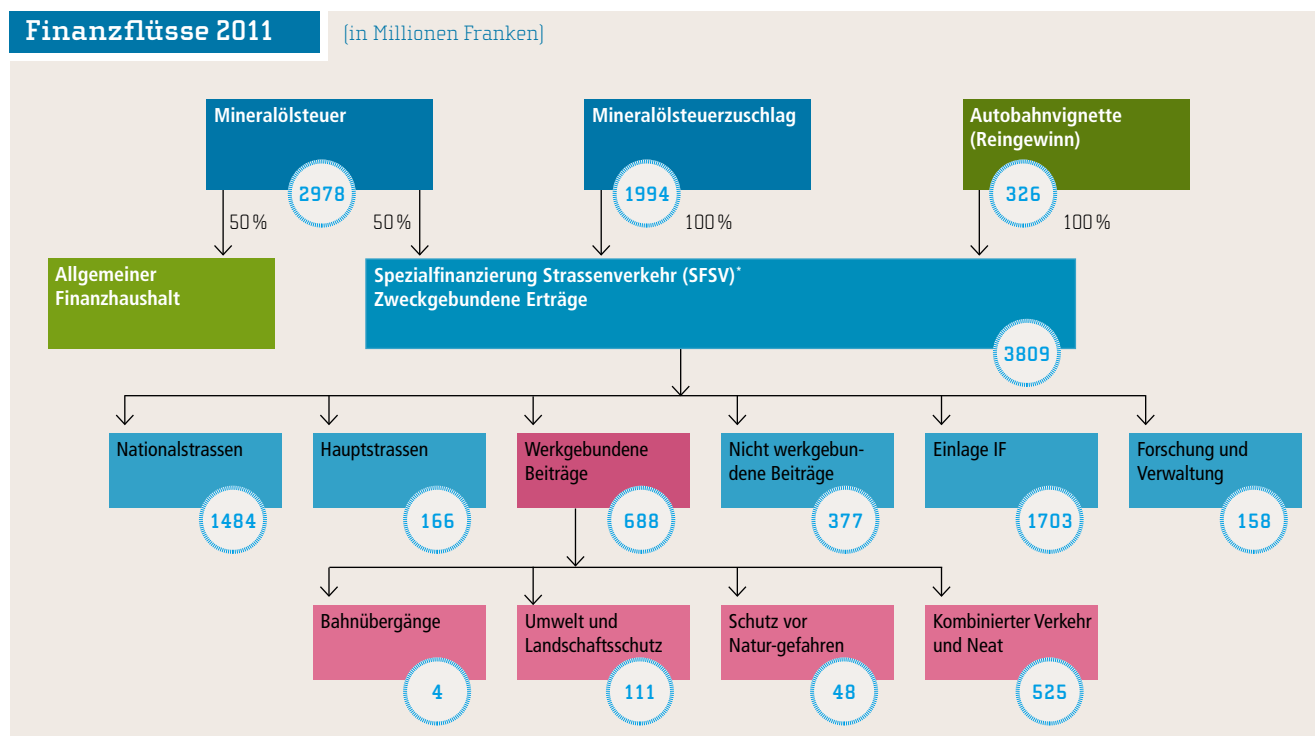 Finanzflüsse 2011
(in Millionen Franken)
Mineralölsteuer
2978
Mineralölsteuerzuschlag
1994
Autobahnvignette
(Reingewinn)
326
50%
50%
100%
100%
Allgemeiner
Finanzhaushalt
Spezialfinanzierung Strassenverkehr (SFSV)*
Zweckgebundene Erträge
3809
Nationalstrassen
1484
Hauptstrassen
166
Werkgebundene
Beiträge
688
Nicht werkgebun-
dene Beiträge
377
Einlage IF
1703
Forschung und
Verwaltung
158
Bahnübergänge
4
Umwelt und
Landschaftsschutz
111
Schutz vor
Natur-gefahren
48
Kombinierter Verkehr
und Neat
525